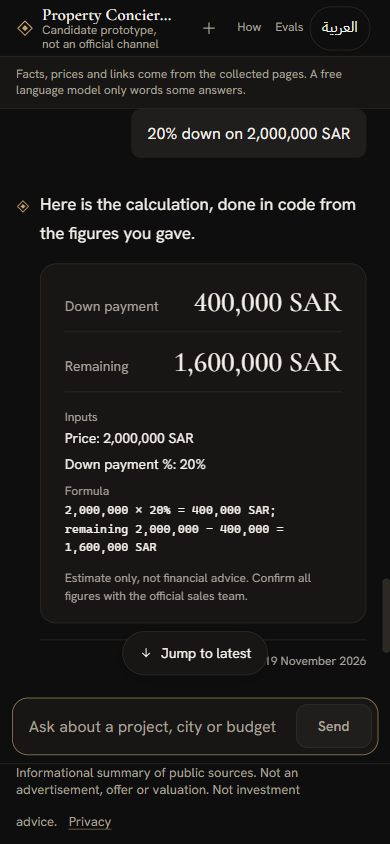 Property Concier...
Candidate prototype,
not an official channel
+
How
Evals
العربية
Facts, prices and links come from the collected pages. A free
language model only words some answers.
20% down on 2,000,000 SAR
Here is the calculation, done in code from
the figures you gave.
Down payment 400,000 SAR
Remaining 1,600,000 SAR
Inputs
Price: 2,000,000 SAR
Down payment %: 20%
Formula
2,000,000 × 20% = 400,000 SAR;
remaining 2,000,000 − 400,000 =
1,600,000 SAR
Estimate only, not financial advice. Confirm all
figures with the official sales team.
↓ Jump to latest
19 November 2026
Ask about a project, city or budget
Send
Informational summary of public sources. Not an
advertisement, offer or valuation. Not investment
advice. Privacy